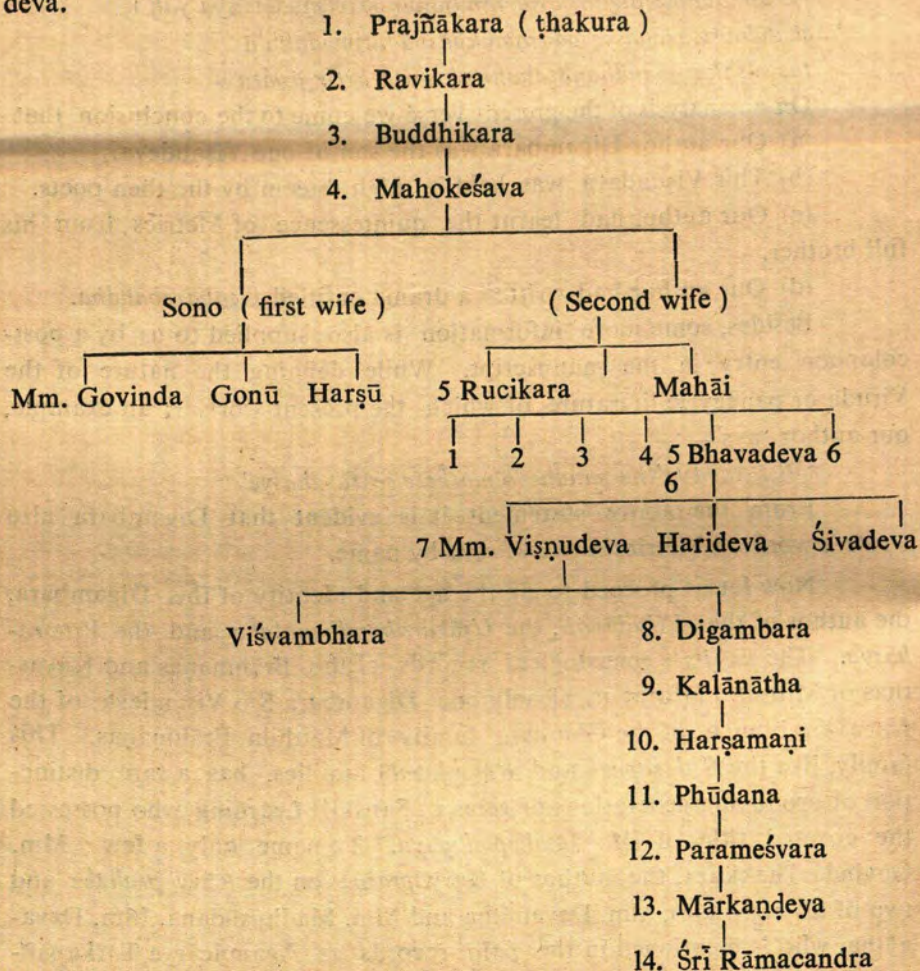 deva.
1. Prajñākara ( ṭhakura )
2. Ravikara
3. Buddhikara
4. Mahokeśava
Sono ( first wife ) ( Second wife )
Mm. Govinda Gonū Harṣū 5 Rucikara Mahāi
1 2 3 4 5 Bhavadeva 6
6
7 Mm. Viṣṇudeva Harideva Śivadeva
Viśvambhara 8. Digambara
9. Kalānātha
10. Harṣamaṇi
11. Phūdana
12. Parameśvara
13. Mārkaṇḍeya
14. Śrī Rāmacandra